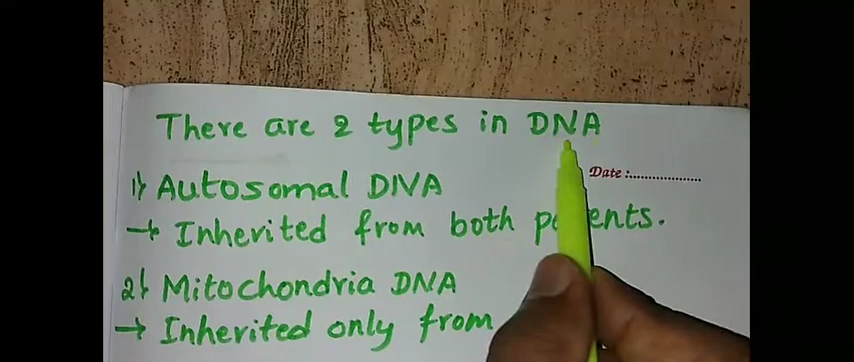 There are 2 types in DNA
Date :....................
1) Autosomal DNA
→ Inherited from both parents.
2) Mitochondria DNA
→ Inherited only from